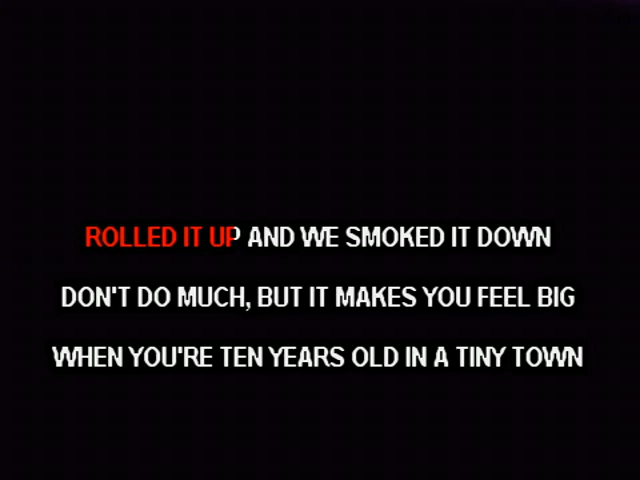 ROLLED IT UP AND WE SMOKED IT DOWN
DON'T DO MUCH, BUT IT MAKES YOU FEEL BIG
WHEN YOU'RE TEN YEARS OLD IN A TINY TOWN